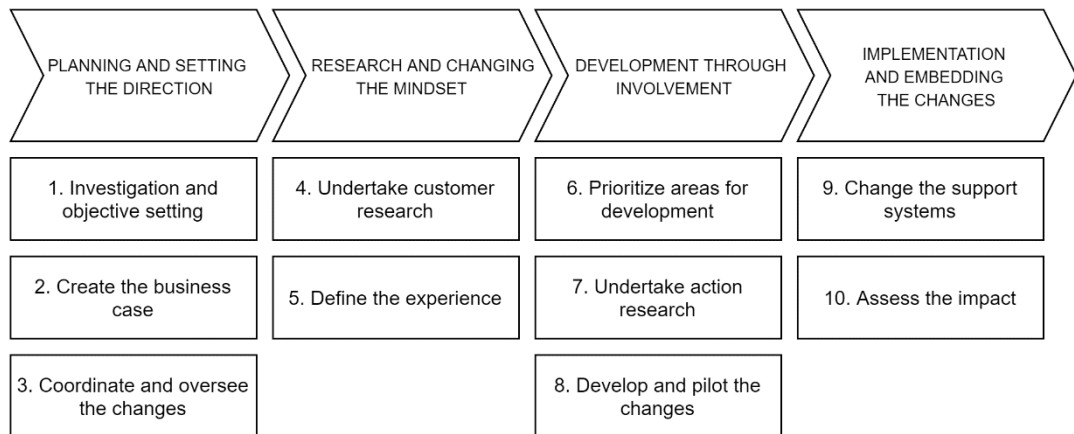 PLANNING AND SETTING
THE DIRECTION
RESEARCH AND CHANGING
THE MINDSET
DEVELOPMENT THROUGH
INVOLVEMENT
IMPLEMENTATION
AND EMBEDDING
THE CHANGES
1. Investigation and
objective setting
2. Create the business
case
3. Coordinate and oversee
the changes
4. Undertake customer
research
5. Define the experience
6. Prioritize areas for
development
7. Undertake action
research
8. Develop and pilot the
changes
9. Change the support
systems
10. Assess the impact